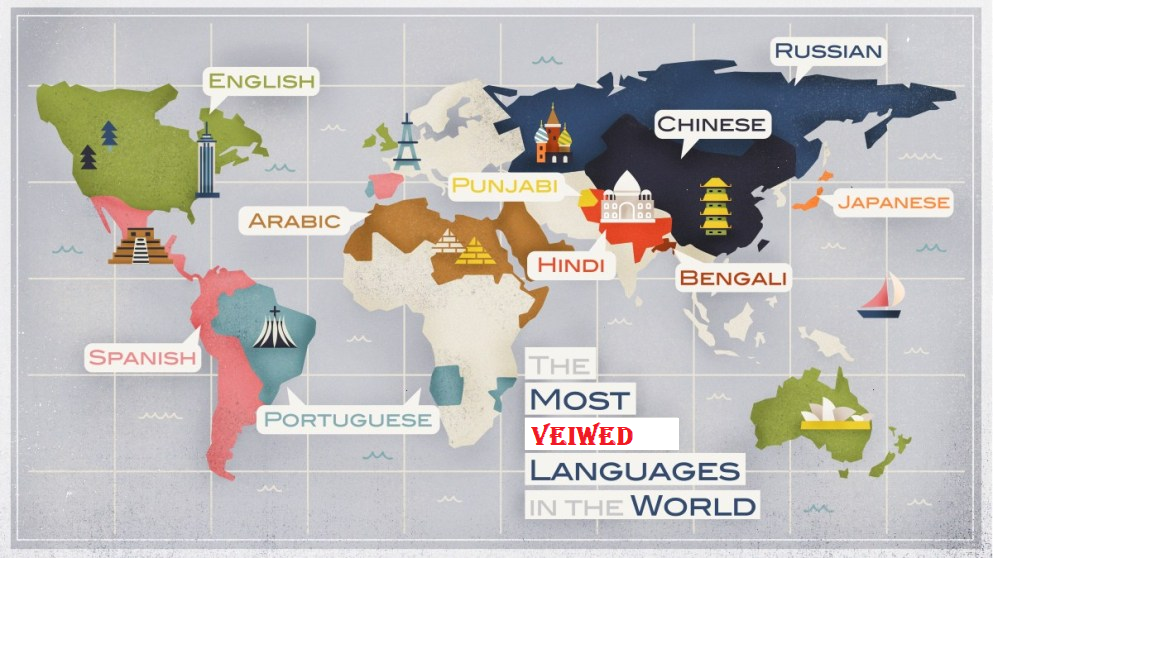 RUSSIAN
ENGLISH
CHINESE
PUNJABI
JAPANESE
ARABIC
HINDI
BENGALI
SPANISH
PORTUGUESE
THE
MOST
VEIWED
LANGUAGES
IN THE WORLD